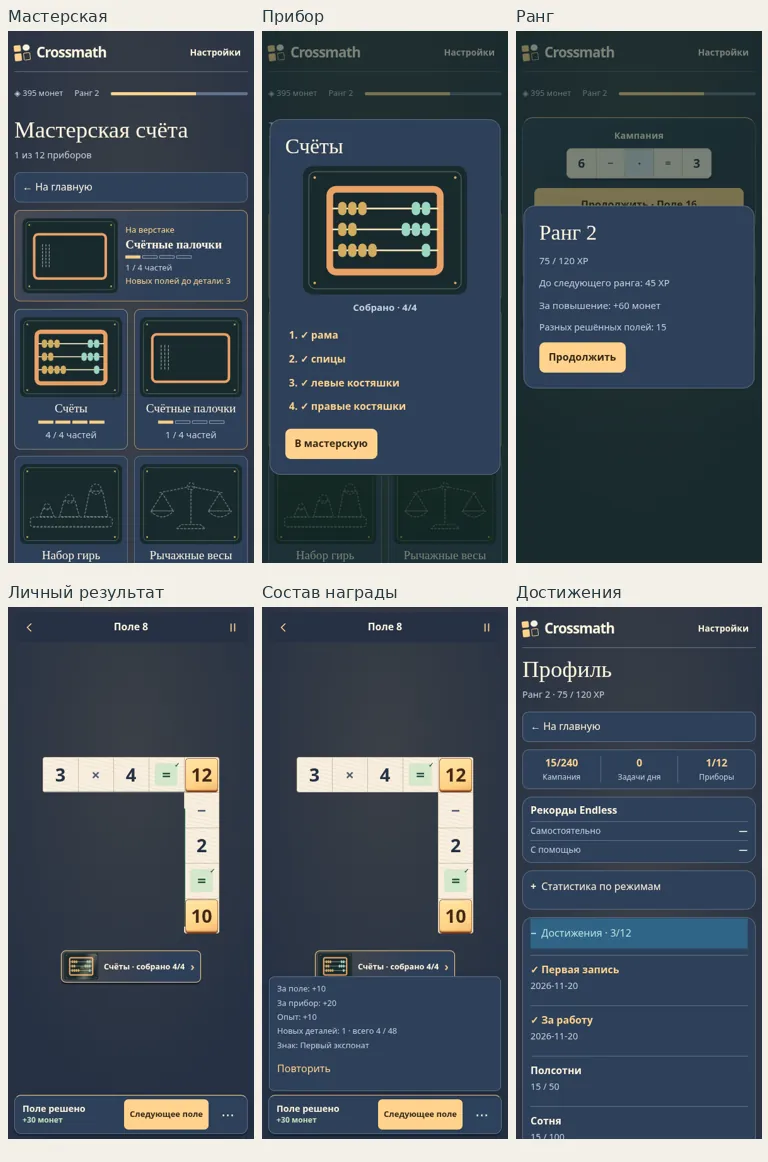 Мастерская
Crossmath
Настройки
◈ 395 монет
Ранг 2
Мастерская счёта
1 из 12 приборов
← На главную
На верстаке
Счётные палочки
1 / 4 частей
Новых полей до детали: 3
Счёты
4 / 4 частей
Счётные палочки
1 / 4 частей
Набор гирь
Рычажные весы
Прибор
Crossmath
Настройки
◈ 395 монет
Ранг 2
Счёты
Собрано · 4/4
1. ✓ рама
2. ✓ спицы
3. ✓ левые костяшки
4. ✓ правые костяшки
В мастерскую
Набор гирь
Рычажные весы
Ранг
Crossmath
Настройки
◈ 395 монет
Ранг 2
Кампания
6 − · = 3
Продолжить · Поле 16
Ранг 2
75 / 120 XP
До следующего ранга: 45 XP
За повышение: +60 монет
Разных решённых полей: 15
Продолжить
Личный результат
Поле 8
3 × 4 = 12
−
2
=
10
Счёты · собрано 4/4 ›
Поле решено
+30 монет
Следующее поле
···
Состав награды
Поле 8
3 × 4 = 12
−
2
=
10
Счёты · собрано 4/4 ›
За поле: +10
За прибор: +20
Опыт: +10
Новых деталей: 1 · всего 4 / 48
Знак: Первый экспонат
Повторить
Поле решено
+30 монет
Следующее поле
···
Достижения
Crossmath
Настройки
Профиль
Ранг 2 · 75 / 120 XP
← На главную
15/240
Кампания
0
Задачи дня
1/12
Приборы
Рекорды Endless
Самостоятельно —
С помощью —
+ Статистика по режимам
− Достижения · 3/12
✓ Первая запись
2026-11-20
✓ За работу
2026-11-20
Полсотни
15 / 50
Сотня
15 / 100